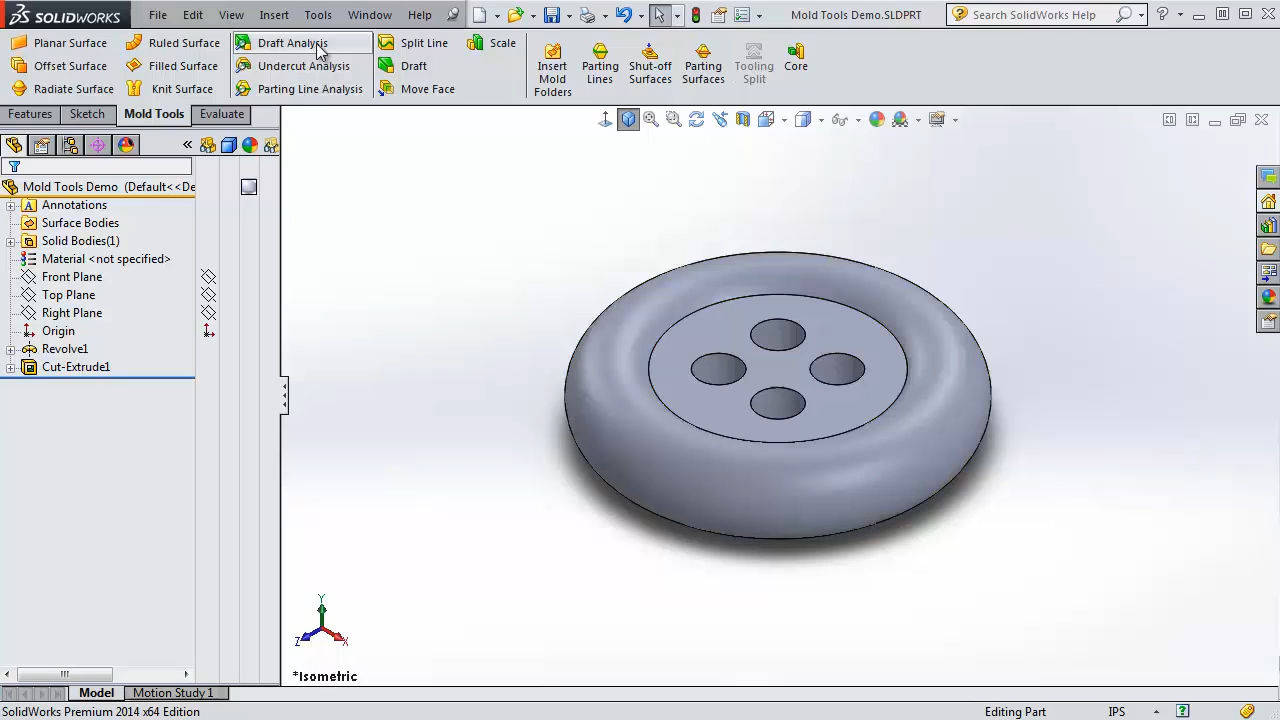 SOLIDWORKS File Edit View Insert Tools Window Help Mold Tools Demo.SLDPRT Search SolidWorks Help
Planar Surface Ruled Surface Draft Analysis Split Line Scale
Offset Surface Filled Surface Undercut Analysis Draft
Radiate Surface Knit Surface Parting Line Analysis Move Face
Insert Mold Folders
Parting Lines
Shut-off Surfaces
Parting Surfaces
Tooling Split
Core
Features Sketch Mold Tools Evaluate
Mold Tools Demo (Default<<De
Annotations
Surface Bodies
Solid Bodies(1)
Material <not specified>
Front Plane
Top Plane
Right Plane
Origin
Revolve1
Cut-Extrude1
Y
Z X
*Isometric
Model Motion Study 1
SolidWorks Premium 2014 x64 Edition Editing Part IPS